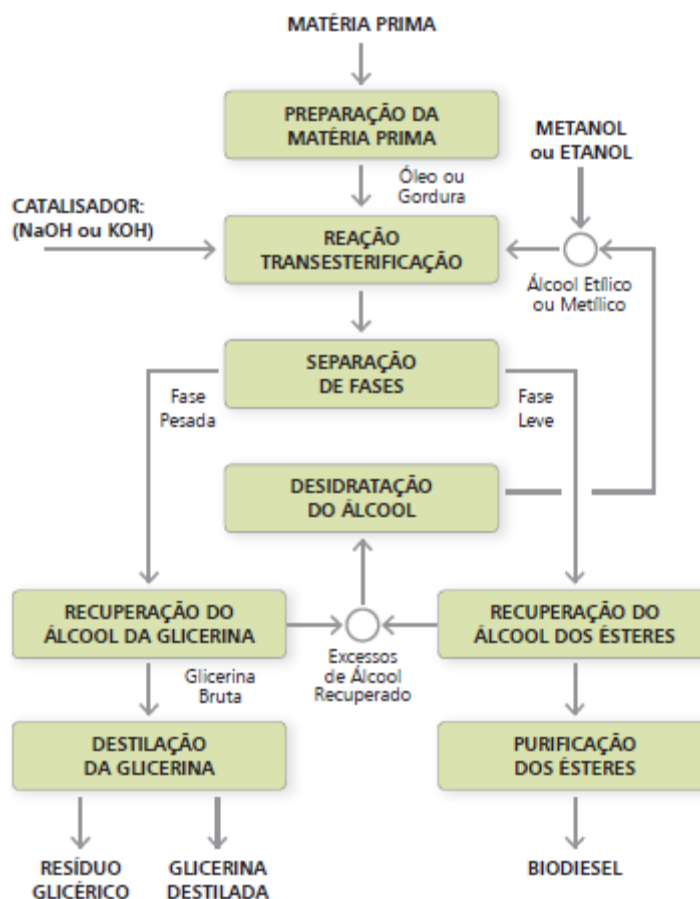 MATÉRIA PRIMA
PREPARAÇÃO DA
MATÉRIA PRIMA
METANOL
ou ETANOL
Óleo ou
Gordura
CATALISADOR:
(NaOH ou KOH)
REAÇÃO
TRANSESTERIFICAÇÃO
Álcool Etílico
ou Metílico
SEPARAÇÃO
DE FASES
Fase
Pesada
Fase
Leve
DESIDRATAÇÃO
DO ÁLCOOL
RECUPERAÇÃO DO
ÁLCOOL DA GLICERINA
RECUPERAÇÃO DO
ÁLCOOL DOS ÉSTERES
Excessos
de Álcool
Recuperado
Glicerina
Bruta
DESTILAÇÃO
DA GLICERINA
PURIFICAÇÃO
DOS ÉSTERES
RESÍDUO
GLICÉRICO
GLICERINA
DESTILADA
BIODIESEL